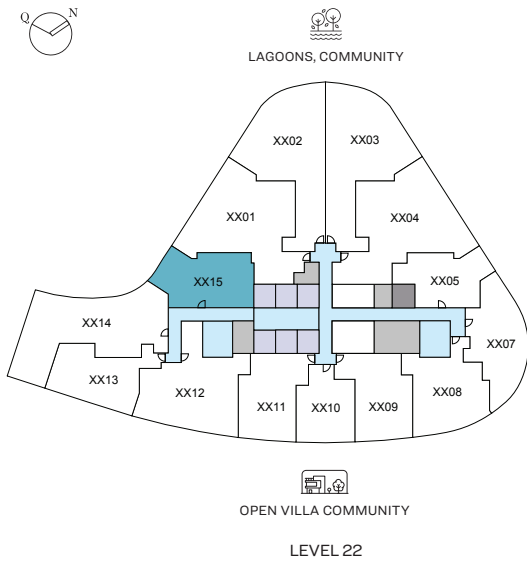 Q N
LAGOONS, COMMUNITY
XX02 XX03
XX01 XX04
XX15 XX05
XX14 XX07
XX13 XX12 XX08
XX11 XX10 XX09
OPEN VILLA COMMUNITY
LEVEL 22